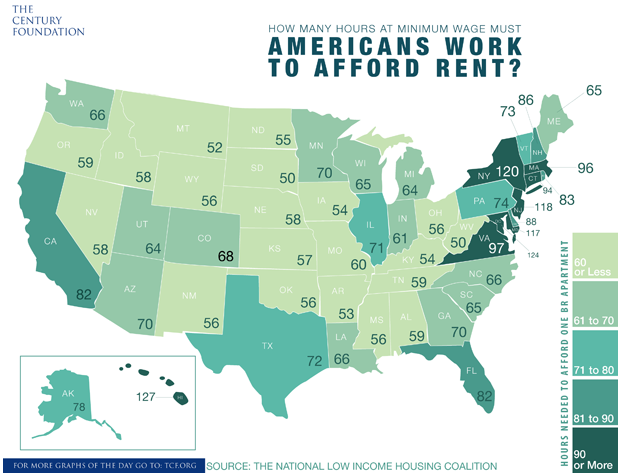 THE
CENTURY
FOUNDATION
HOW MANY HOURS AT MINIMUM WAGE MUST
AMERICANS WORK
TO AFFORD RENT?
WA
66
OR
59
CA
82
NV
58
ID
58
MT
52
WY
56
UT
64
AZ
70
CO
68
NM
56
ND
55
SD
50
NE
58
KS
57
OK
56
TX
72
MN
70
IA
54
MO
60
AR
53
LA
66
WI
65
IL
71
MI
64
IN
61
OH
56
KY
54
TN
59
MS
56
AL
59
GA
70
FL
82
SC
65
NC
66
VA
97
WV
50
PA
74
NY
120
VT
73
NH
86
ME
65
MA
96
CT
94
83
NJ
118
88
117
124
AK
78
127
HI
HOURS NEEDED TO AFFORD ONE BR APARTMENT
60
or Less
61 to 70
71 to 80
81 to 90
90
or More
FOR MORE GRAPHS OF THE DAY GO TO: TCF.ORG
SOURCE: THE NATIONAL LOW INCOME HOUSING COALITION